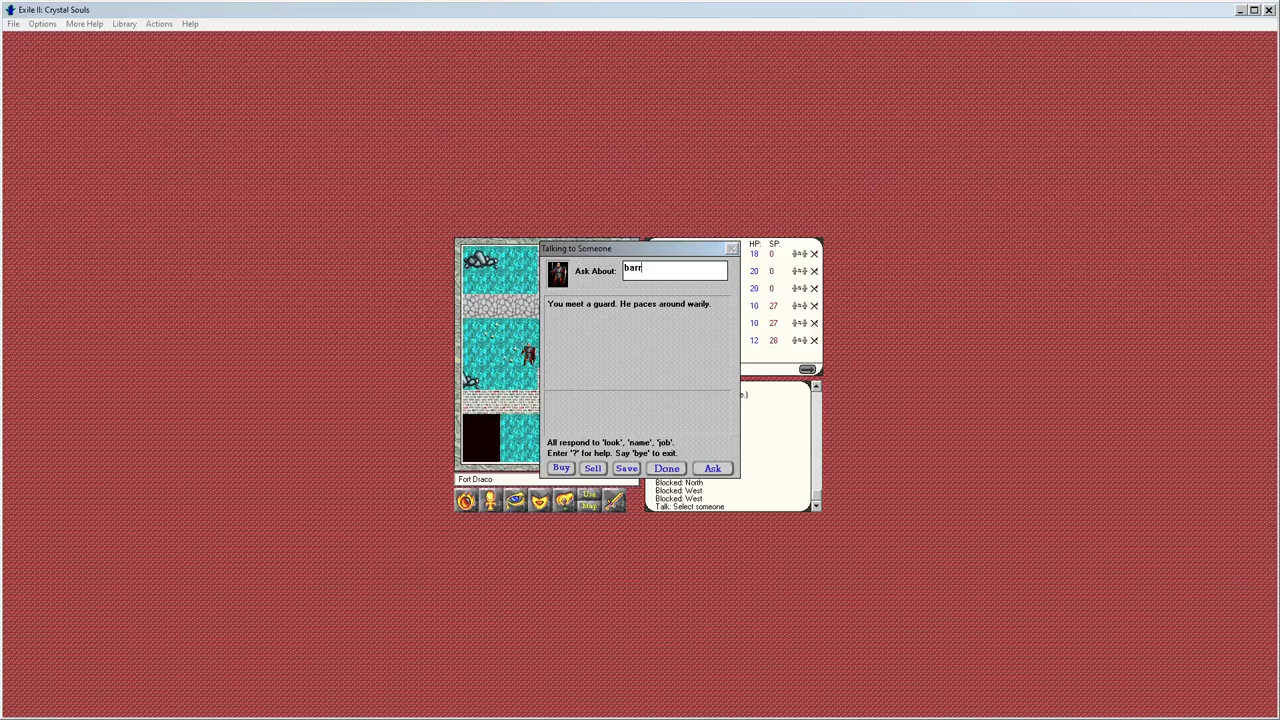 Exile II: Crystal Souls
File Options More Help Library Actions Help
Talking to Someone
Ask About: barr
You meet a guard. He paces around warily.
All respond to 'look', 'name', 'job'.
Enter '?' for help. Say 'bye' to exit.
Buy Sell Save Done Ask
HP: SP:
18 0
20 0
20 0
10 27
10 27
12 28
e.)
Fort Draco
Use
Map
Blocked: North
Blocked: West
Blocked: West
Talk: Select someone